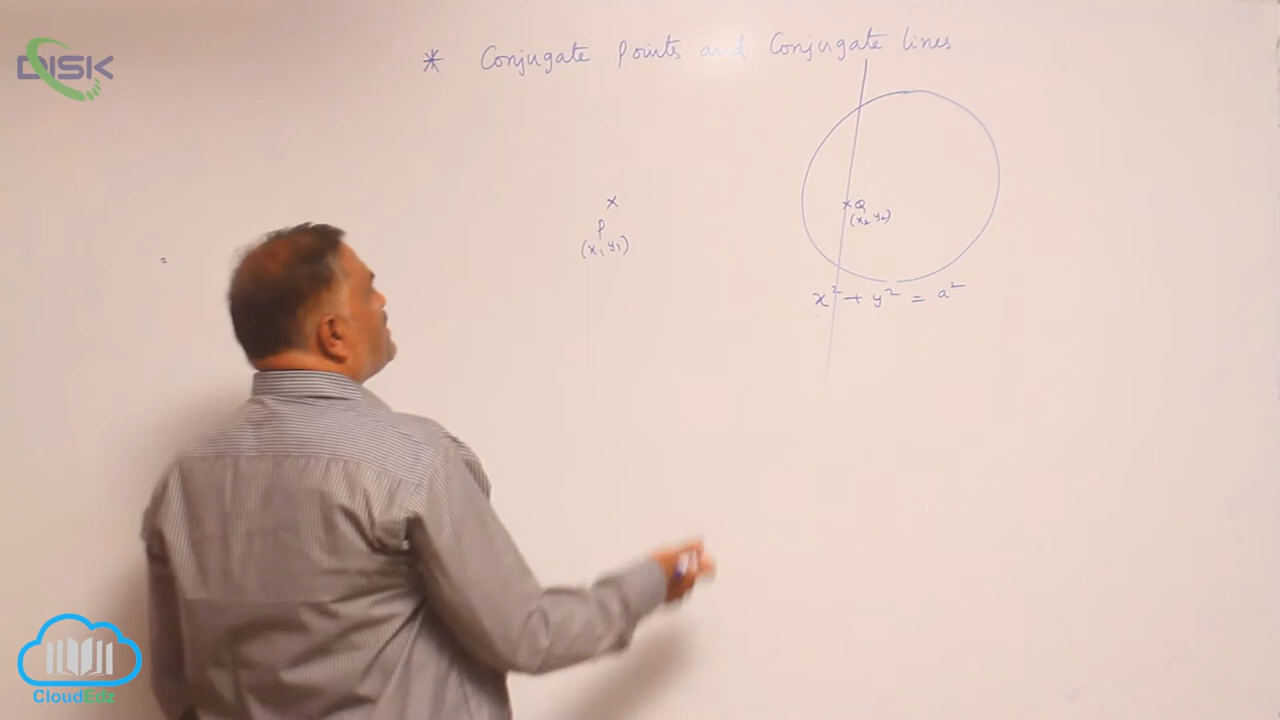 DISK
* Conjugate Points and Conjugate lines
P
(x₁ y₁)
Q
(x₂ y₂)
x² + y² = a²
CloudEdz